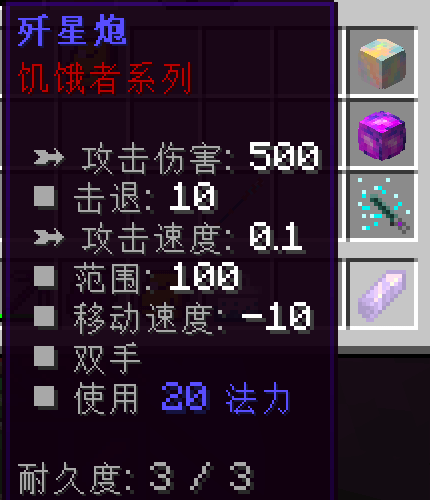 歼星炮
饥饿者系列
攻击伤害: 500
击退: 10
攻击速度: 0.1
范围: 100
移动速度: -10
双手
使用 20 法力
耐久度: 3 / 3